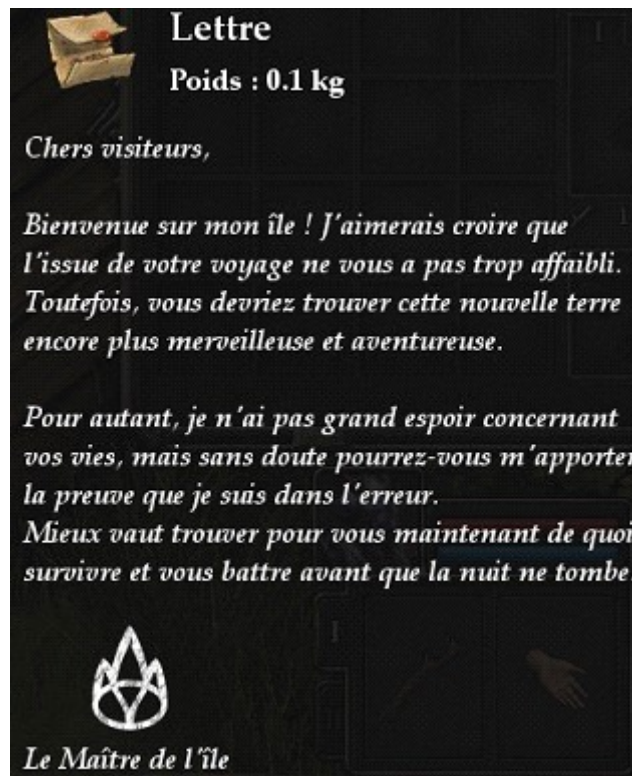 Lettre
Poids : 0.1 kg
Chers visiteurs,
Bienvenue sur mon île ! J'aimerais croire que
l'issue de votre voyage ne vous a pas trop affaibli.
Toutefois, vous devriez trouver cette nouvelle terre
encore plus merveilleuse et aventureuse.
Pour autant, je n'ai pas grand espoir concernant
vos vies, mais sans doute pourrez-vous m'apporter
la preuve que je suis dans l'erreur.
Mieux vaut trouver pour vous maintenant de quoi
survivre et vous battre avant que la nuit ne tombe.
Le Maître de l'île